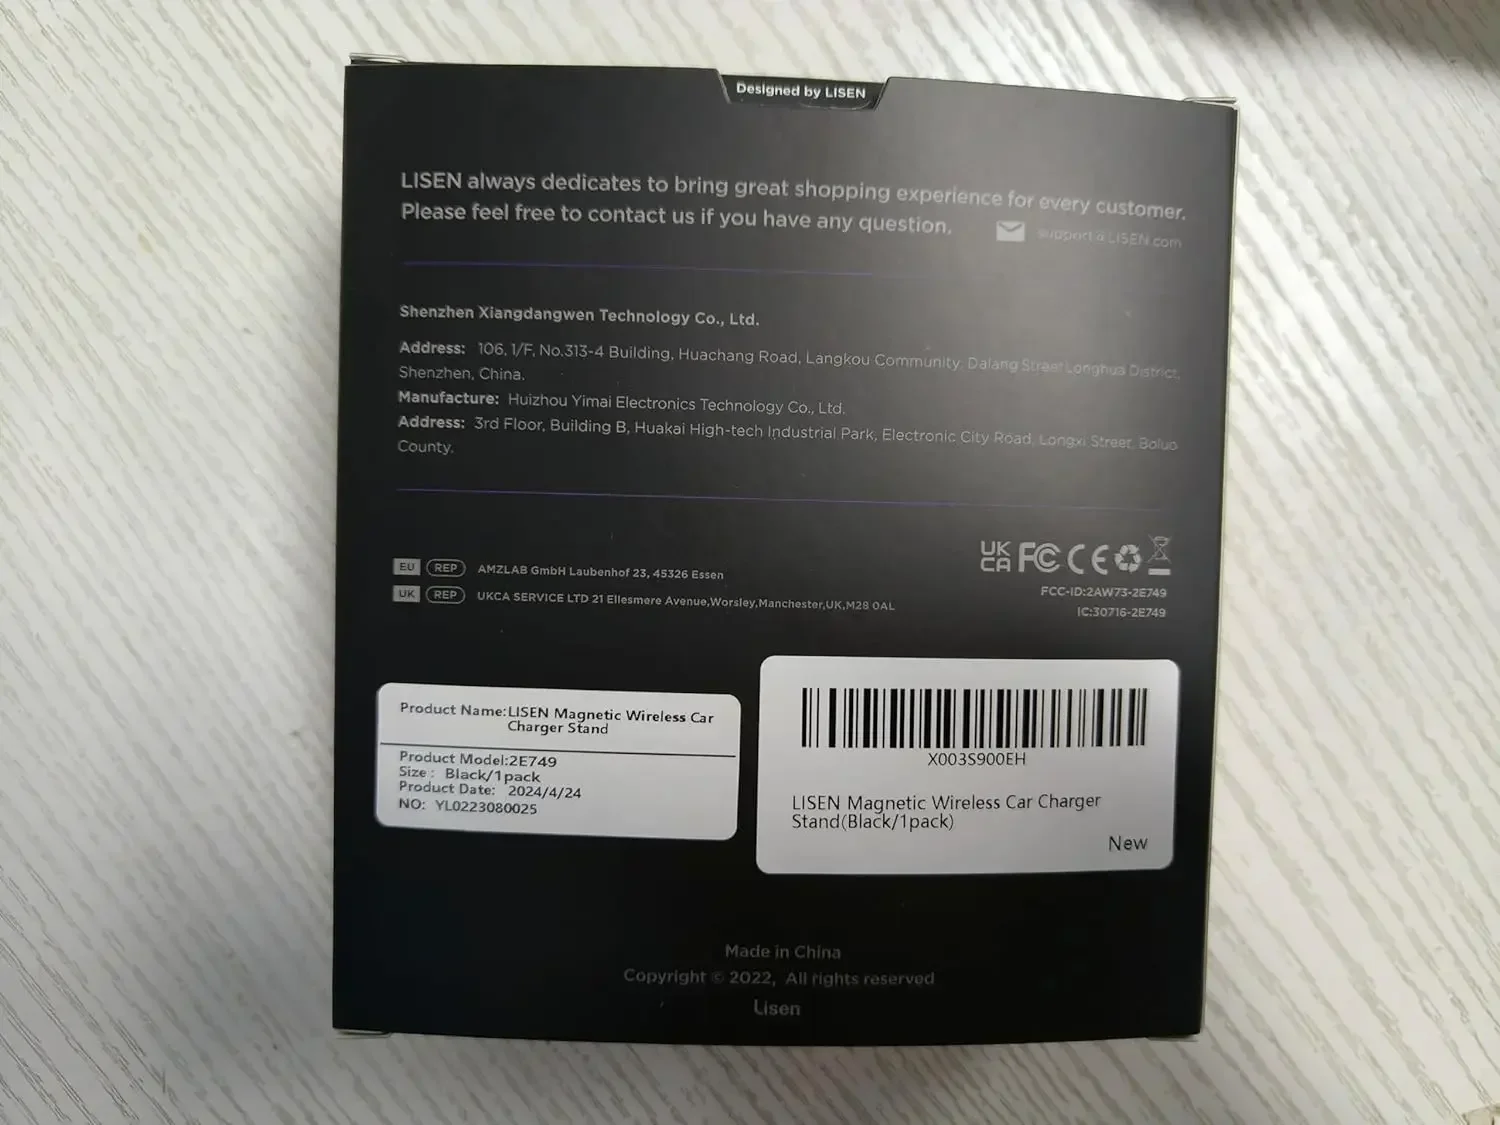 Designed by LISEN
LISEN always dedicates to bring great shopping experience for every customer.
Please feel free to contact us if you have any question.
support@LISEN.com
Shenzhen Xiangdangwen Technology Co., Ltd.
Address: 106, 1/F, No.313-4 Building, Huachang Road, Langkou Community, Dalang Street Longhua District,
Shenzhen, China.
Manufacture: Huizhou Yimai Electronics Technology Co., Ltd.
Address: 3rd Floor, Building B, Huakai High-tech Industrial Park, Electronic City Road, Longxi Street, Boluo
County.
UK CA FC CE
EU REP AMZLAB GmbH Laubenhof 23, 45326 Essen
UK REP UKCA SERVICE LTD 21 Ellesmere Avenue,Worsley,Manchester,UK,M28 0AL
FCC-ID:2AW73-2E749
IC:30716-2E749
Product Name:LISEN Magnetic Wireless Car
Charger Stand
Product Model:2E749
Size : Black/1pack
Product Date: 2024/4/24
NO: YL0223080025
X003S900EH
LISEN Magnetic Wireless Car Charger
Stand(Black/1pack)
New
Made in China
Copyright © 2022, All rights reserved
Lisen